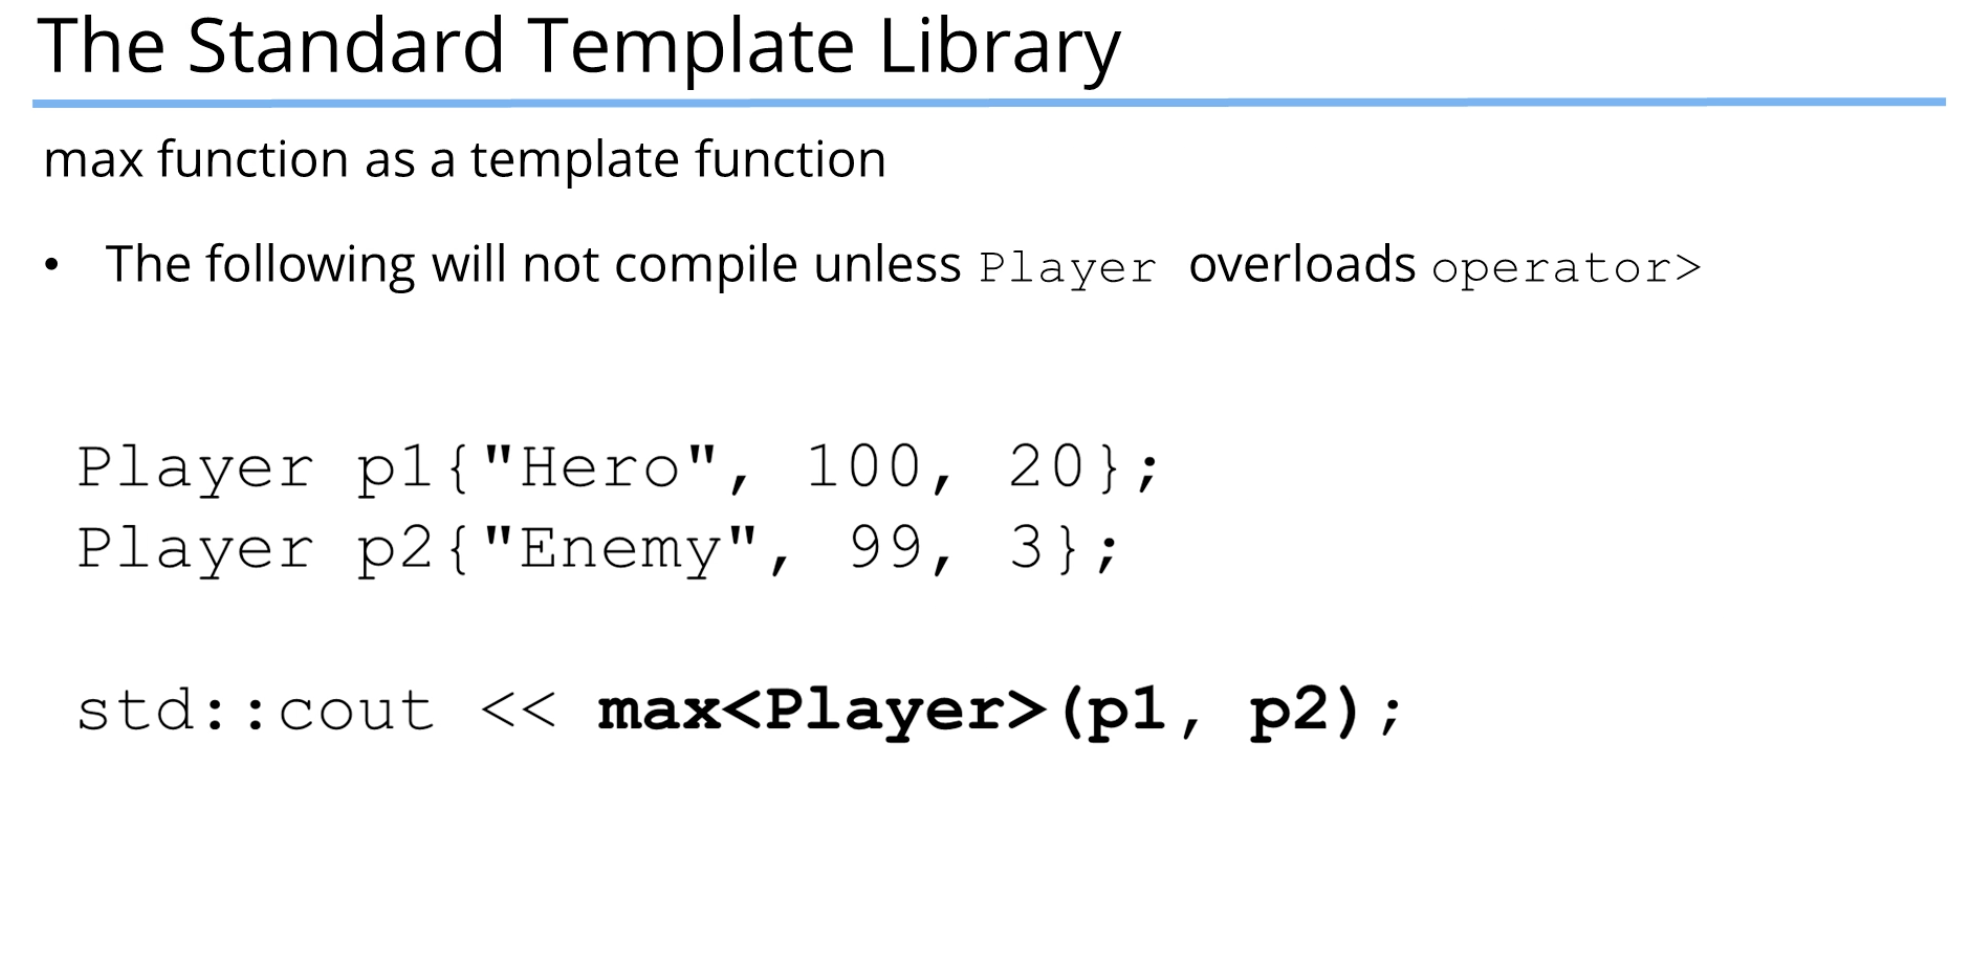 The Standard Template Library
max function as a template function
• The following will not compile unless Player overloads operator>
Player p1{"Hero", 100, 20};
Player p2{"Enemy", 99, 3};
std::cout << max<Player>(p1, p2);